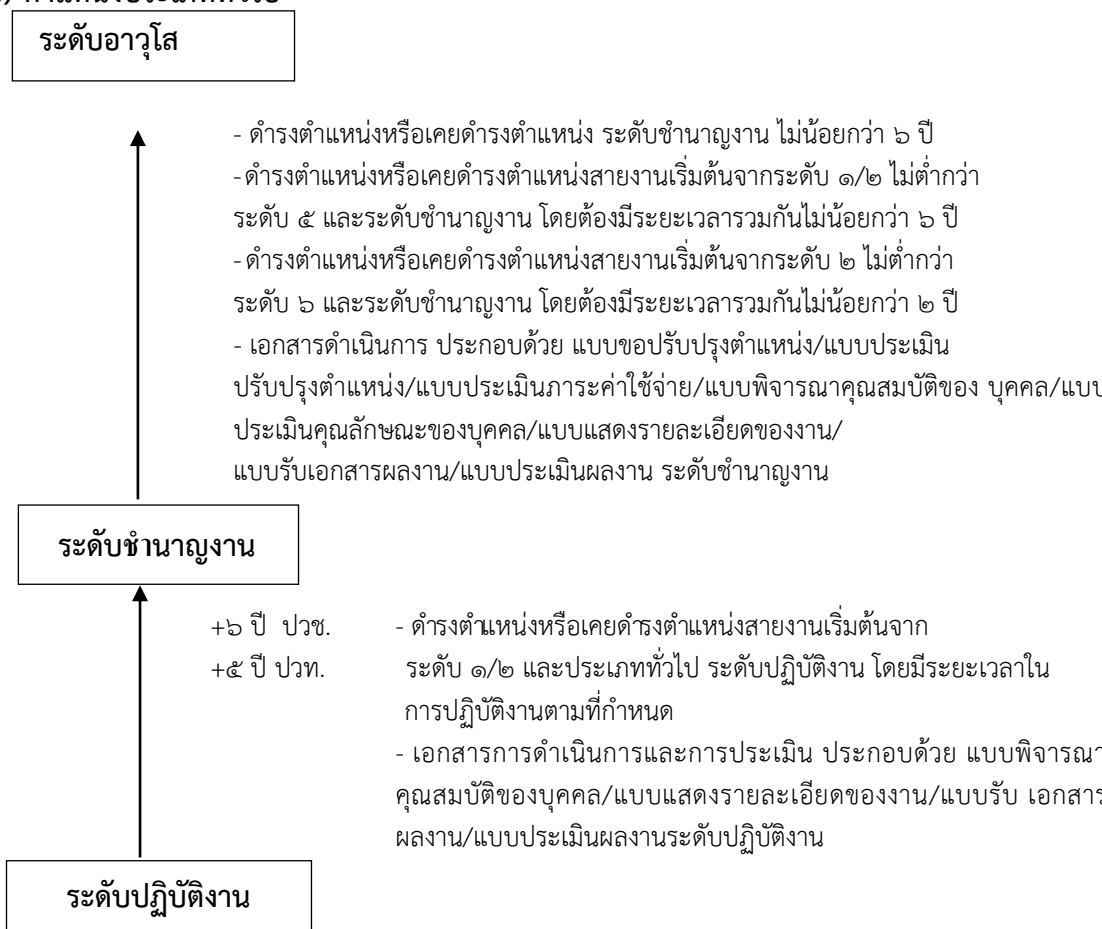 ระดับอาวุโส
- ดำรงตำแหน่งหรือเคยดำรงตำแหน่ง ระดับชำนาญงาน ไม่น้อยกว่า ๖ ปี
-ดำรงตำแหน่งหรือเคยดำรงตำแหน่งสายงานเริ่มต้นจากระดับ ๑/๒ ไม่ต่ำกว่า
ระดับ ๕ และระดับชำนาญงาน โดยต้องมีระยะเวลารวมกันไม่น้อยกว่า ๖ ปี
-ดำรงตำแหน่งหรือเคยดำรงตำแหน่งสายงานเริ่มต้นจากระดับ ๒ ไม่ต่ำกว่า
ระดับ ๖ และระดับชำนาญงาน โดยต้องมีระยะเวลารวมกันไม่น้อยกว่า ๒ ปี
- เอกสารดำเนินการ ประกอบด้วย แบบขอปรับปรุงตำแหน่ง/แบบประเมิน
ปรับปรุงตำแหน่ง/แบบประเมินภาระค่าใช้จ่าย/แบบพิจารณาคุณสมบัติของ บุคคล/แบบ
ประเมินคุณลักษณะของบุคคล/แบบแสดงรายละเอียดของงาน/
แบบรับเอกสารผลงาน/แบบประเมินผลงาน ระดับชำนาญงาน
ระดับชำนาญงาน
+๖ ปี ปวช. - ดำรงตำแหน่งหรือเคยดำรงตำแหน่งสายงานเริ่มต้นจาก
+๕ ปี ปวท. ระดับ ๑/๒ และประเภททั่วไป ระดับปฏิบัติงาน โดยมีระยะเวลาใน
การปฏิบัติงานตามที่กำหนด
- เอกสารการดำเนินการและการประเมิน ประกอบด้วย แบบพิจารณา
คุณสมบัติของบุคคล/แบบแสดงรายละเอียดของงาน/แบบรับ เอกสาร
ผลงาน/แบบประเมินผลงานระดับปฏิบัติงาน
ระดับปฏิบัติงาน